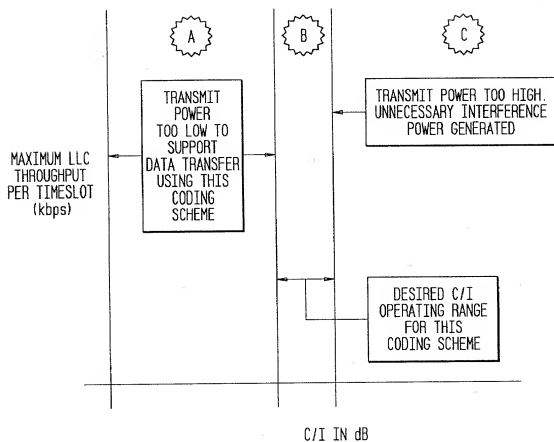 A
B
C
TRANSMIT
POWER
TOO LOW TO
SUPPORT
DATA TRANSFER
USING THIS
CODING
SCHEME
TRANSMIT POWER TOO HIGH.
UNNECESSARY INTERFERENCE
POWER GENERATED
MAXIMUM LLC
THROUGHPUT
PER TIMESLOT
(kbps)
DESIRED C/I
OPERATING RANGE
FOR THIS
CODING SCHEME
C/I IN dB